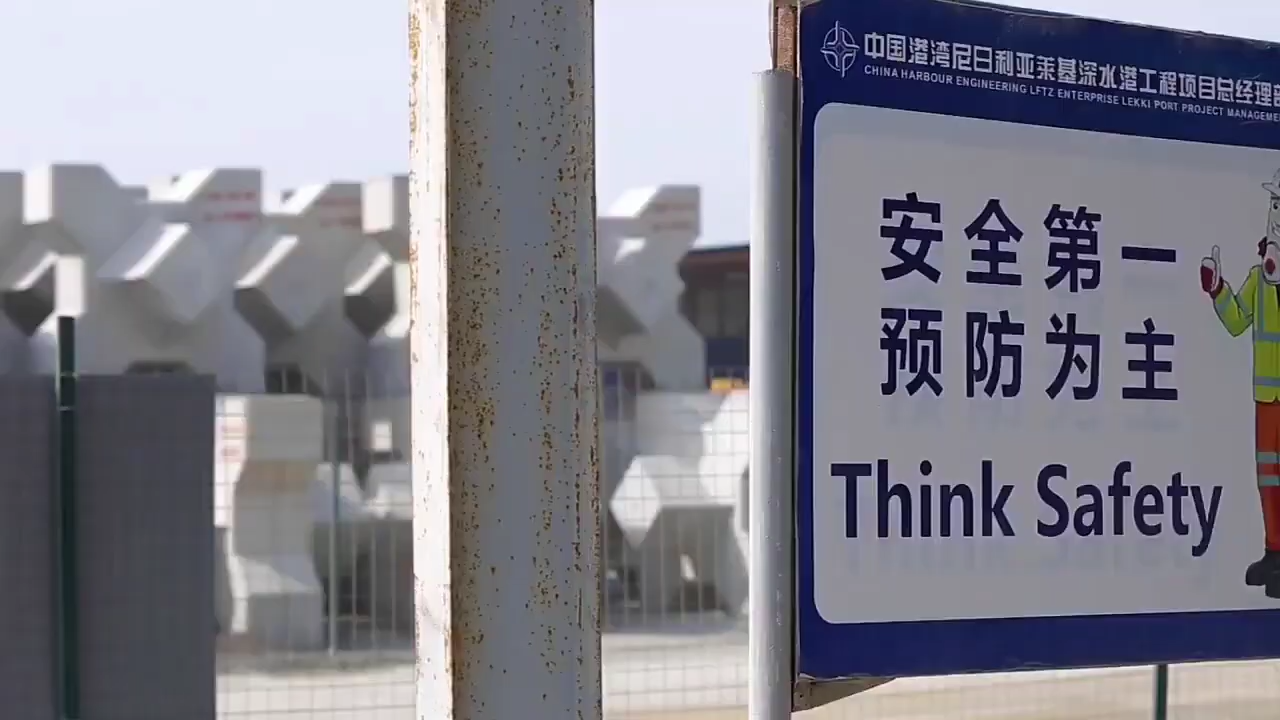 中国港湾尼日利亚莱基深水港工程项目总经理部
CHINA HARBOUR ENGINEERING LFTZ ENTERPRISE LEKKI PORT PROJECT
安全第一
预防为主
Think Safety